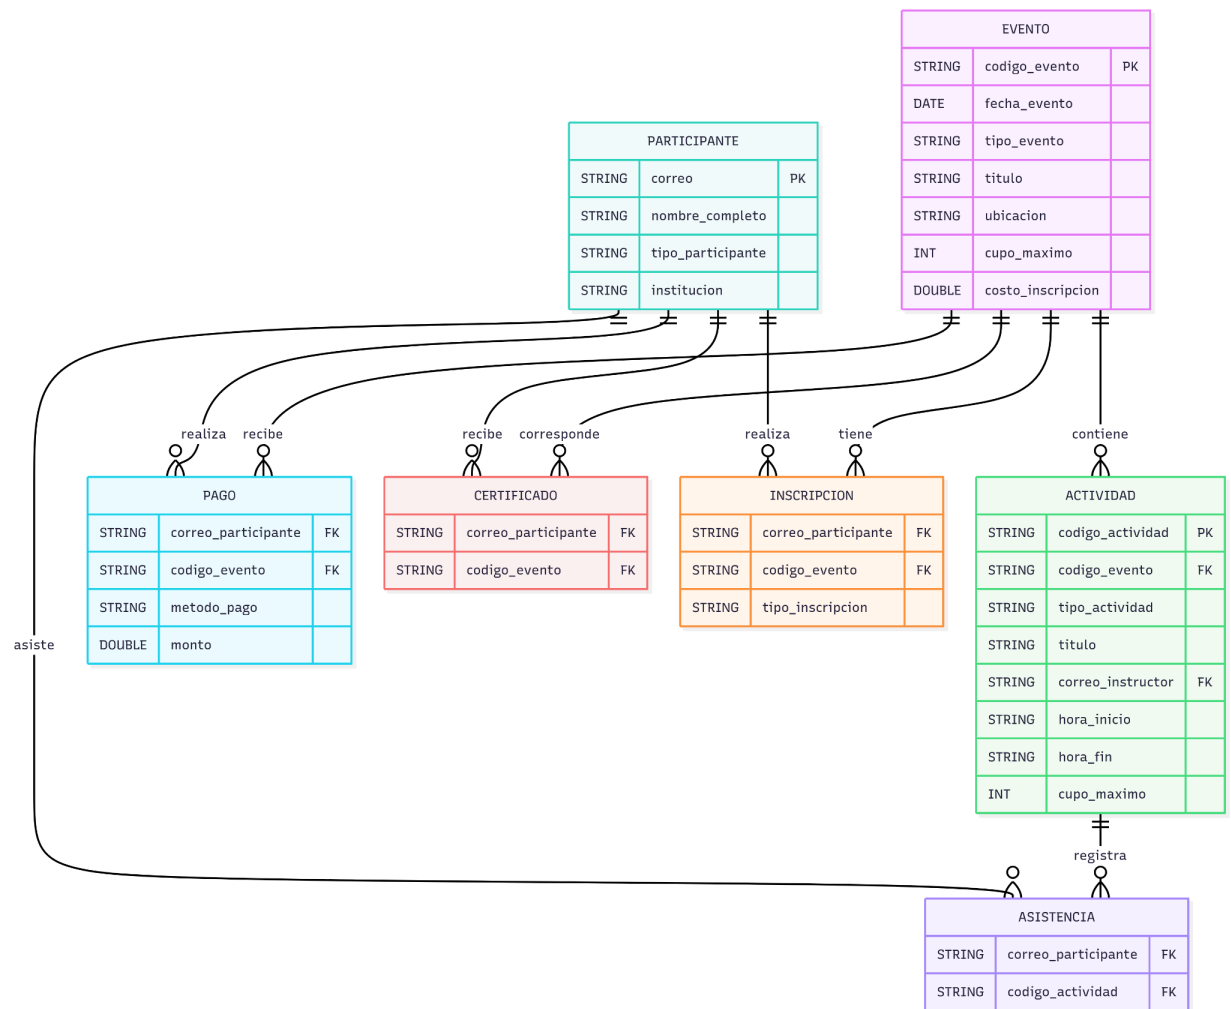 EVENTO
STRING codigo_evento PK
DATE fecha_evento
STRING tipo_evento
STRING titulo
STRING ubicacion
INT cupo_maximo
DOUBLE costo_inscripcion
PARTICIPANTE
STRING correo PK
STRING nombre_completo
STRING tipo_participante
STRING institucion
realiza
recibe
recibe
corresponde
realiza
tiene
contiene
PAGO
STRING correo_participante FK
STRING codigo_evento FK
STRING metodo_pago
DOUBLE monto
CERTIFICADO
STRING correo_participante FK
STRING codigo_evento FK
INSCRIPCION
STRING correo_participante FK
STRING codigo_evento FK
STRING tipo_inscripcion
ACTIVIDAD
STRING codigo_actividad PK
STRING codigo_evento FK
STRING tipo_actividad
STRING titulo
STRING correo_instructor FK
STRING hora_inicio
STRING hora_fin
INT cupo_maximo
asiste
registra
ASISTENCIA
STRING correo_participante FK
STRING codigo_actividad FK